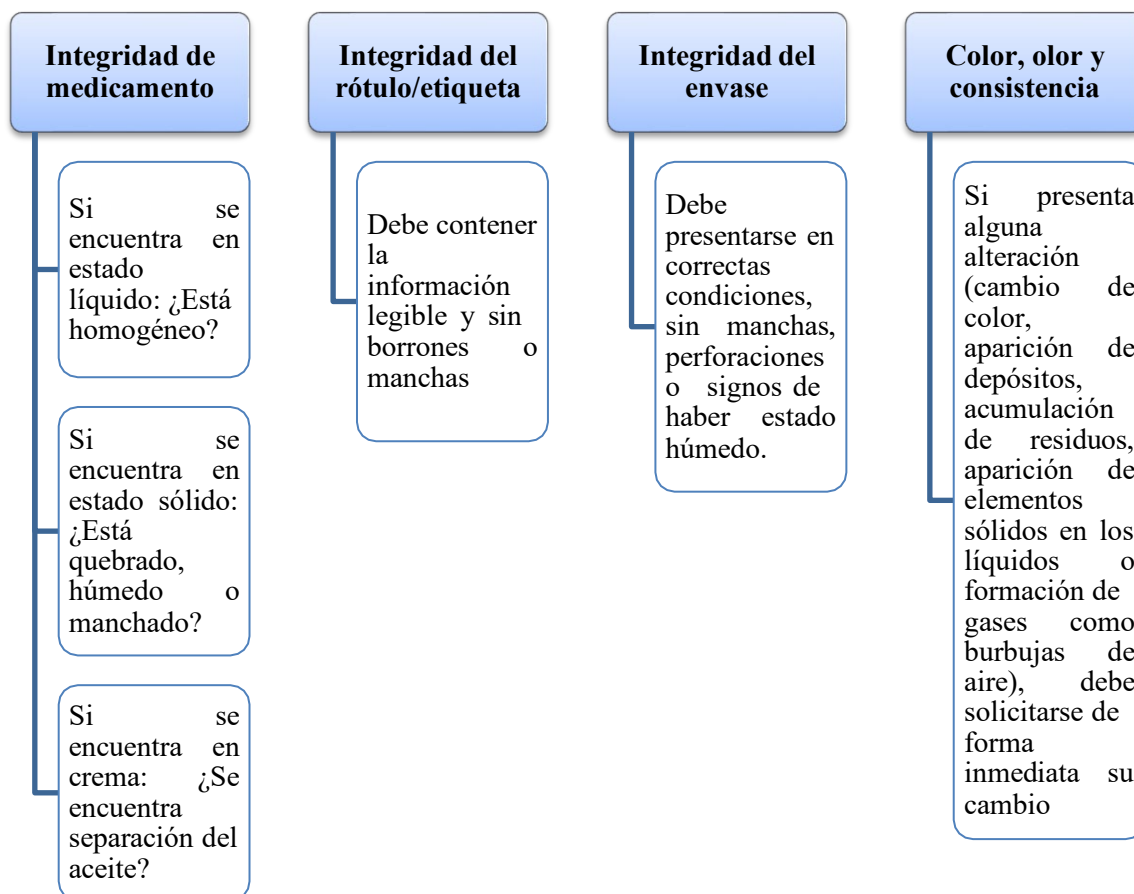 Integridad de
medicamento
Si se
encuentra en
estado
líquido: ¿Está
homogéneo?
Si se
encuentra en
estado sólido:
¿Está
quebrado,
húmedo o
manchado?
Si se
encuentra en
crema: ¿Se
encuentra
separación del
aceite?
Integridad del
rótulo/etiqueta
Debe contener
la
información
legible y sin
borrones o
manchas
Integridad del
envase
Debe
presentarse en
correctas
condiciones,
sin manchas,
perforaciones
o signos de
haber estado
húmedo.
Color, olor y
consistencia
Si presenta
alguna
alteración
(cambio de
color,
aparición de
depósitos,
acumulación
de residuos,
aparición de
elementos
sólidos en los
líquidos o
formación de
gases como
burbujas de
aire), debe
solicitarse de
forma
inmediata su
cambio